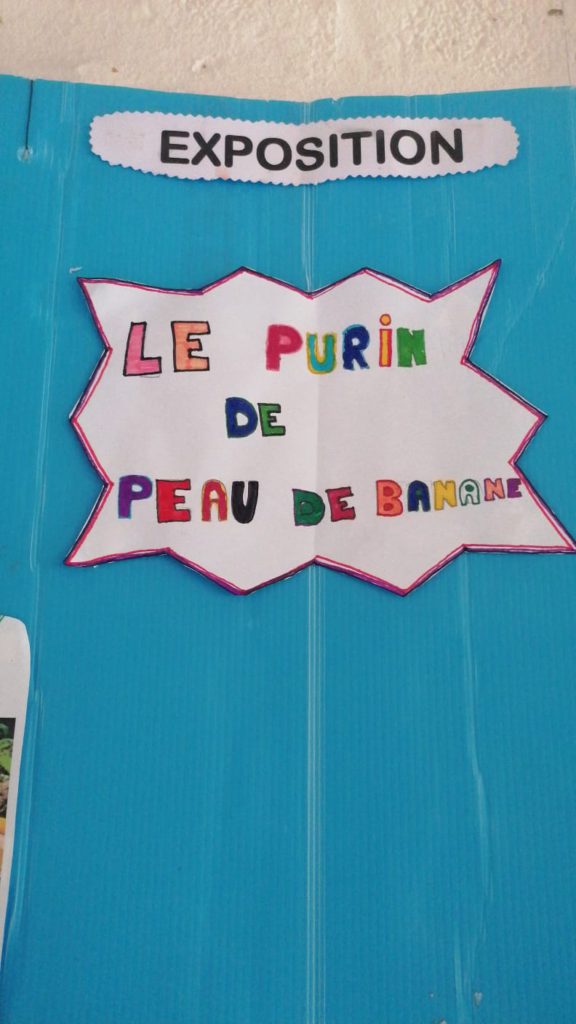 EXPOSITION
LE PURiN
DE
PEAU DE BANANE